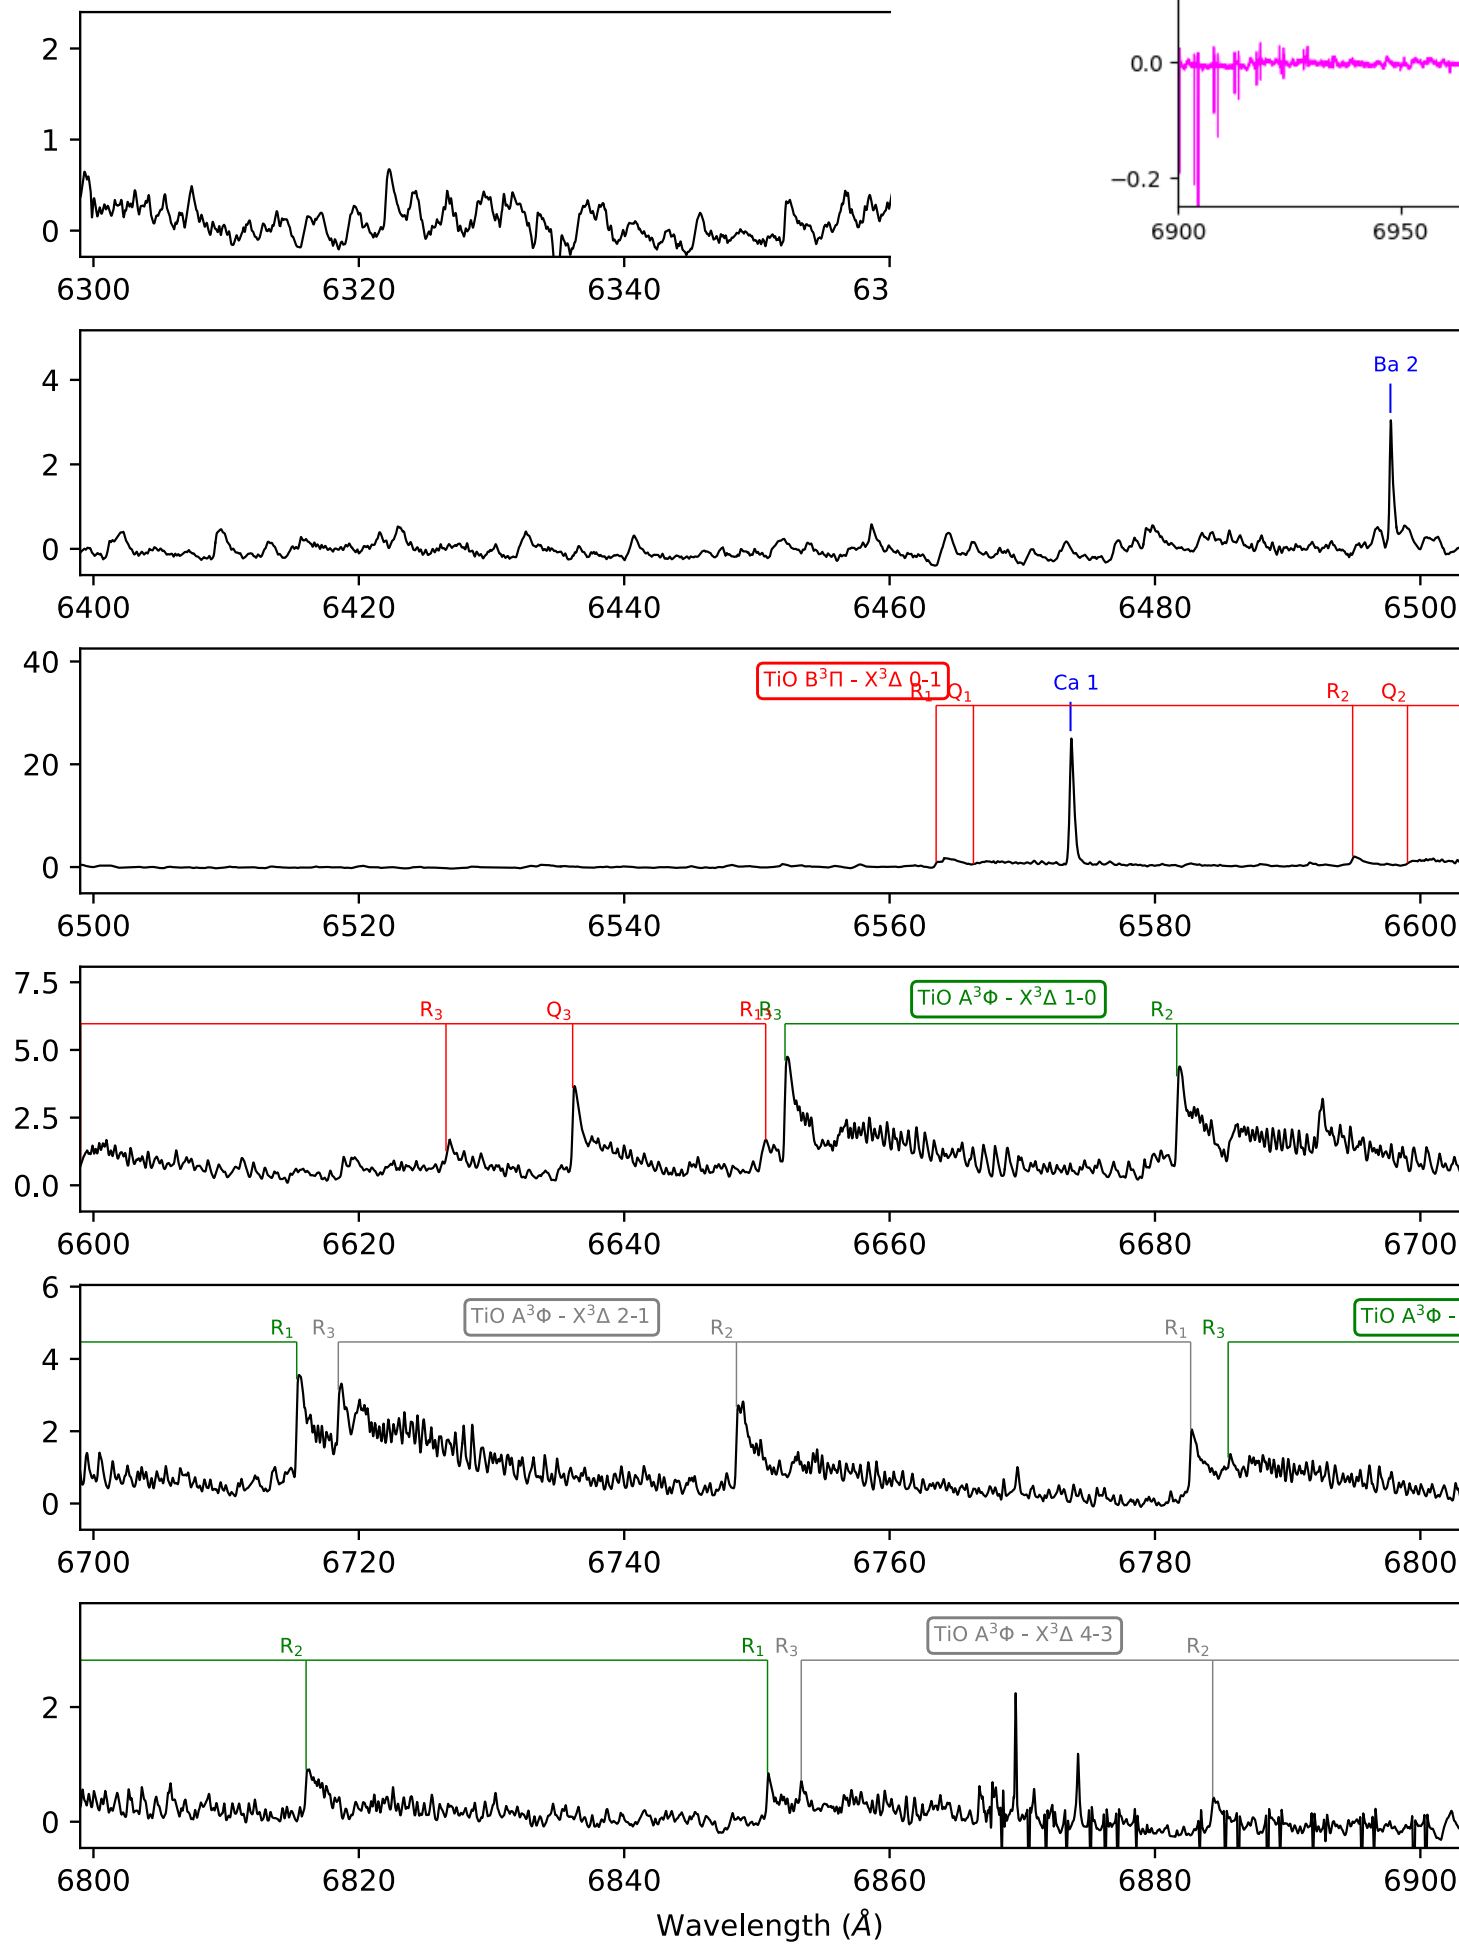 2
1
0
6300 6320 6340 63
0.0
−0.2
6900 6950
Ba 2
4
2
0
6400 6420 6440 6460 6480 6500
40
20
0
TiO B³Π - X³Δ 0-1
R₁ Q₁
Ca 1
R₂ Q₂
6500 6520 6540 6560 6580 6600
7.5
5.0
2.5
0.0
R₃ Q₃ R₁₃ R₃
TiO A³Φ - X³Δ 1-0
R₂
6600 6620 6640 6660 6680 6700
6
4
2
0
R₁ R₃
TiO A³Φ - X³Δ 2-1
R₂ R₁ R₃
TiO A³Φ -
6700 6720 6740 6760 6780 6800
2
0
R₂ R₁ R₃
TiO A³Φ - X³Δ 4-3
R₂
6800 6820 6840 6860 6880 6900
Wavelength (Å)